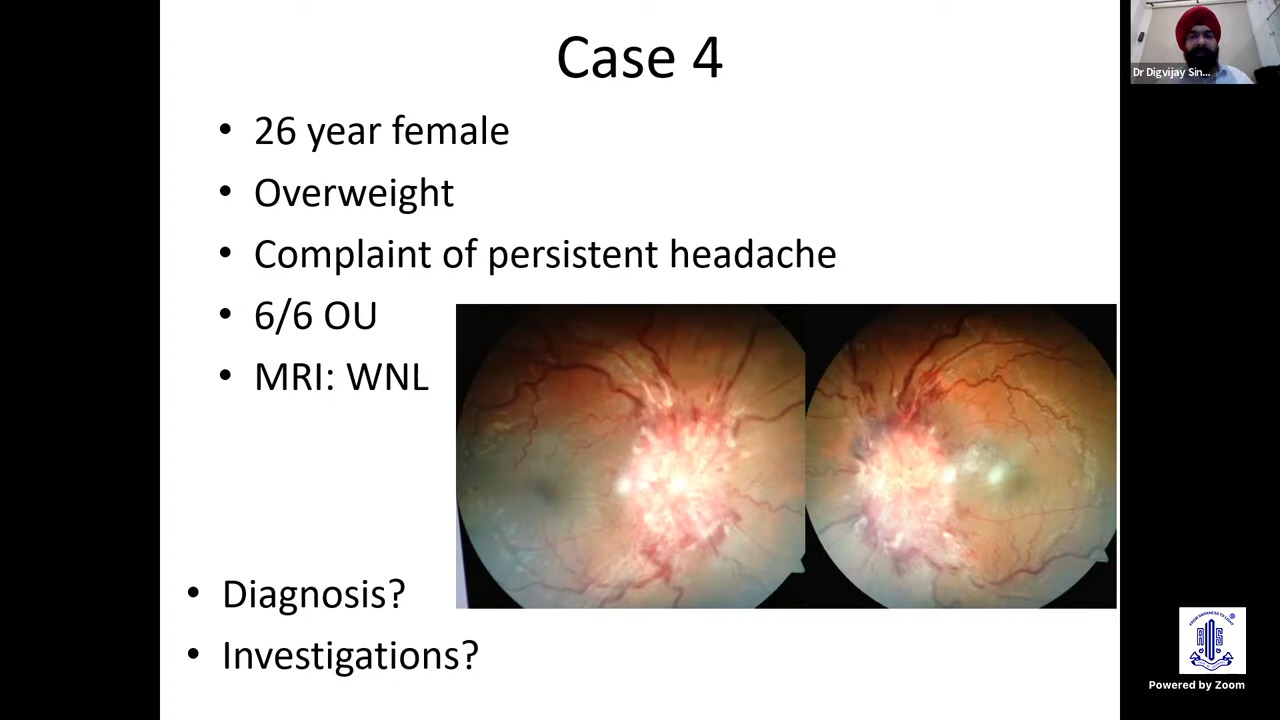 Case 4
• 26 year female
• Overweight
• Complaint of persistent headache
• 6/6 OU
• MRI: WNL
• Diagnosis?
• Investigations?
Dr Digvijay Sin...
Powered by Zoom